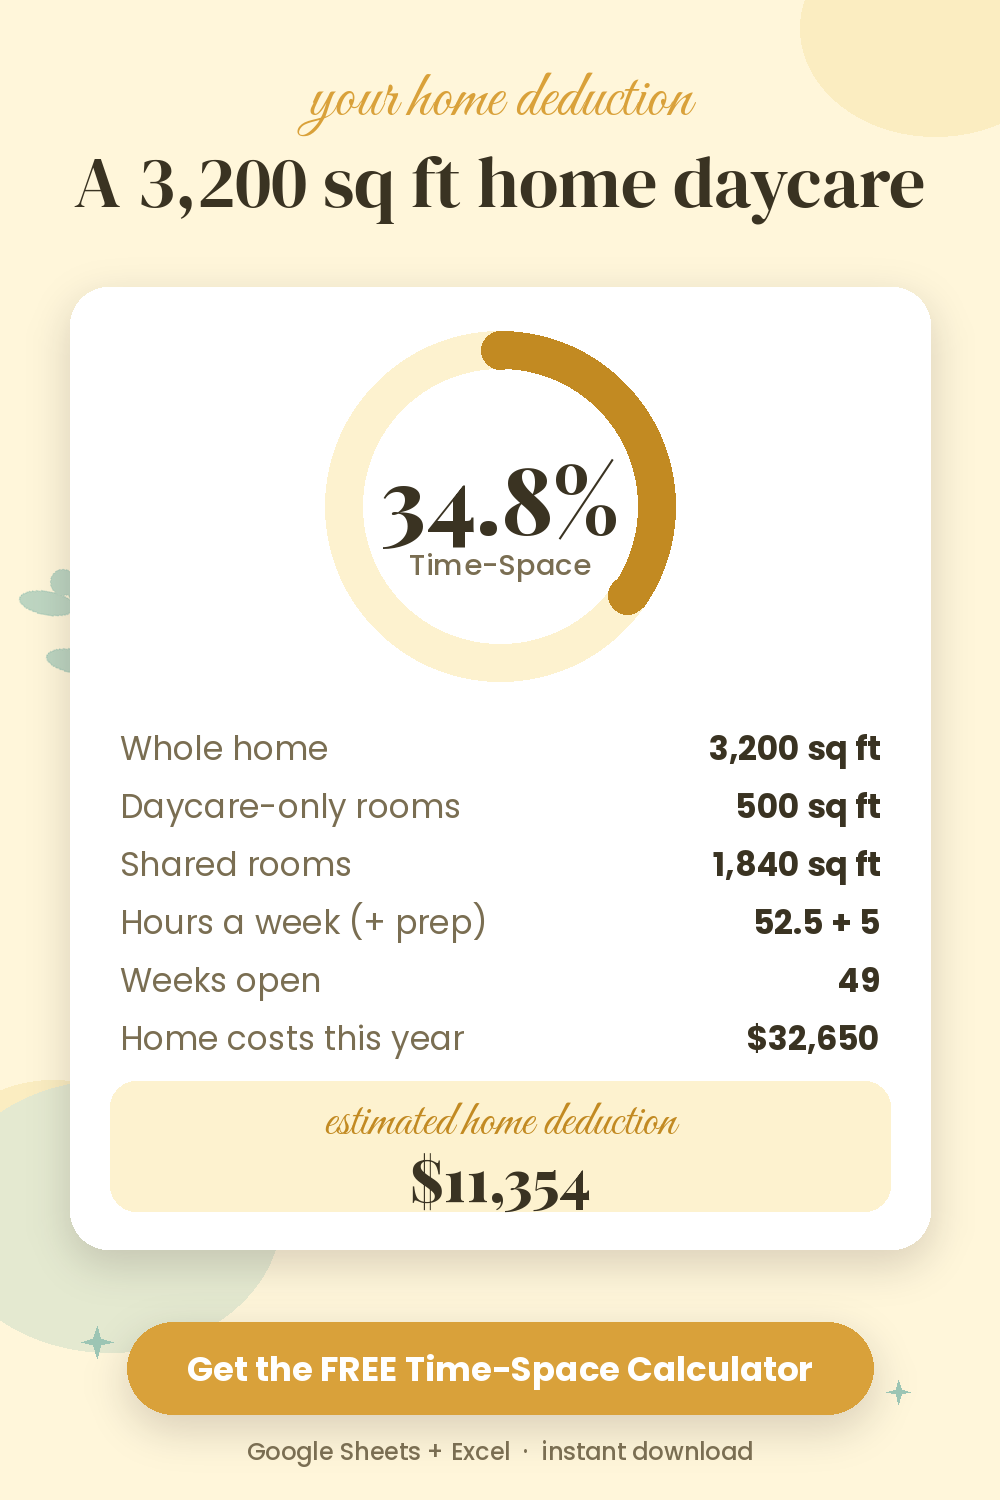 your home deduction
A 3,200 sq ft home daycare
34.8%
Time-Space
Whole home 3,200 sq ft
Daycare-only rooms 500 sq ft
Shared rooms 1,840 sq ft
Hours a week (+ prep) 52.5 + 5
Weeks open 49
Home costs this year $32,650
estimated home deduction
$11,354
Get the FREE Time-Space Calculator
Google Sheets + Excel · instant download